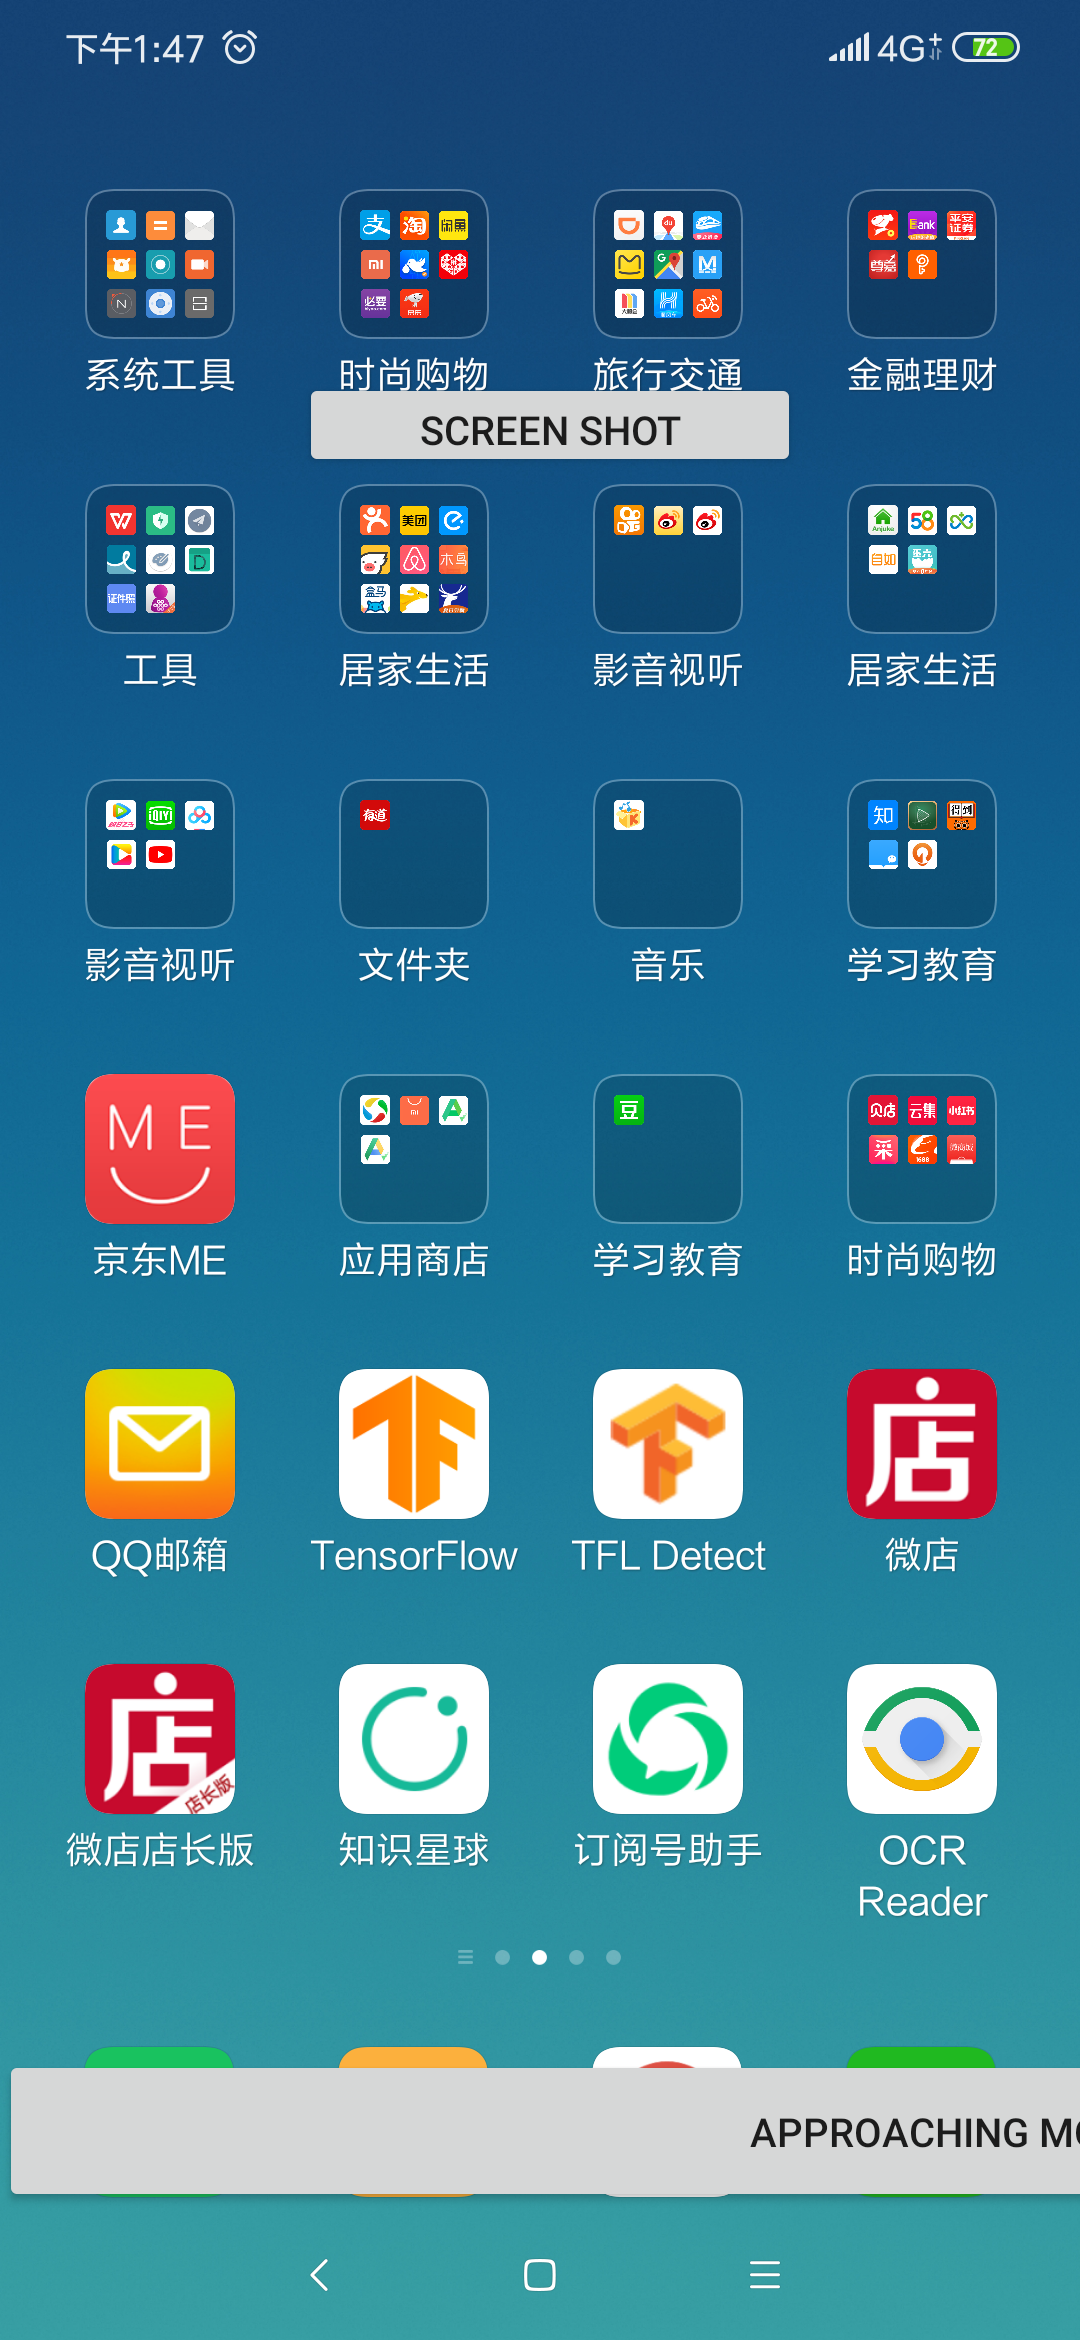 下午1:47
4G+
72
系统工具
时尚购物
旅行交通
金融理财
SCREEN SHOT
工具
居家生活
影音视听
居家生活
影音视听
文件夹
音乐
学习教育
ME
京东ME
应用商店
学习教育
时尚购物
QQ邮箱
TensorFlow
TFL Detect
微店
店
店
店长版
微店店长版
知识星球
订阅号助手
OCR
Reader
APPROACHING MO